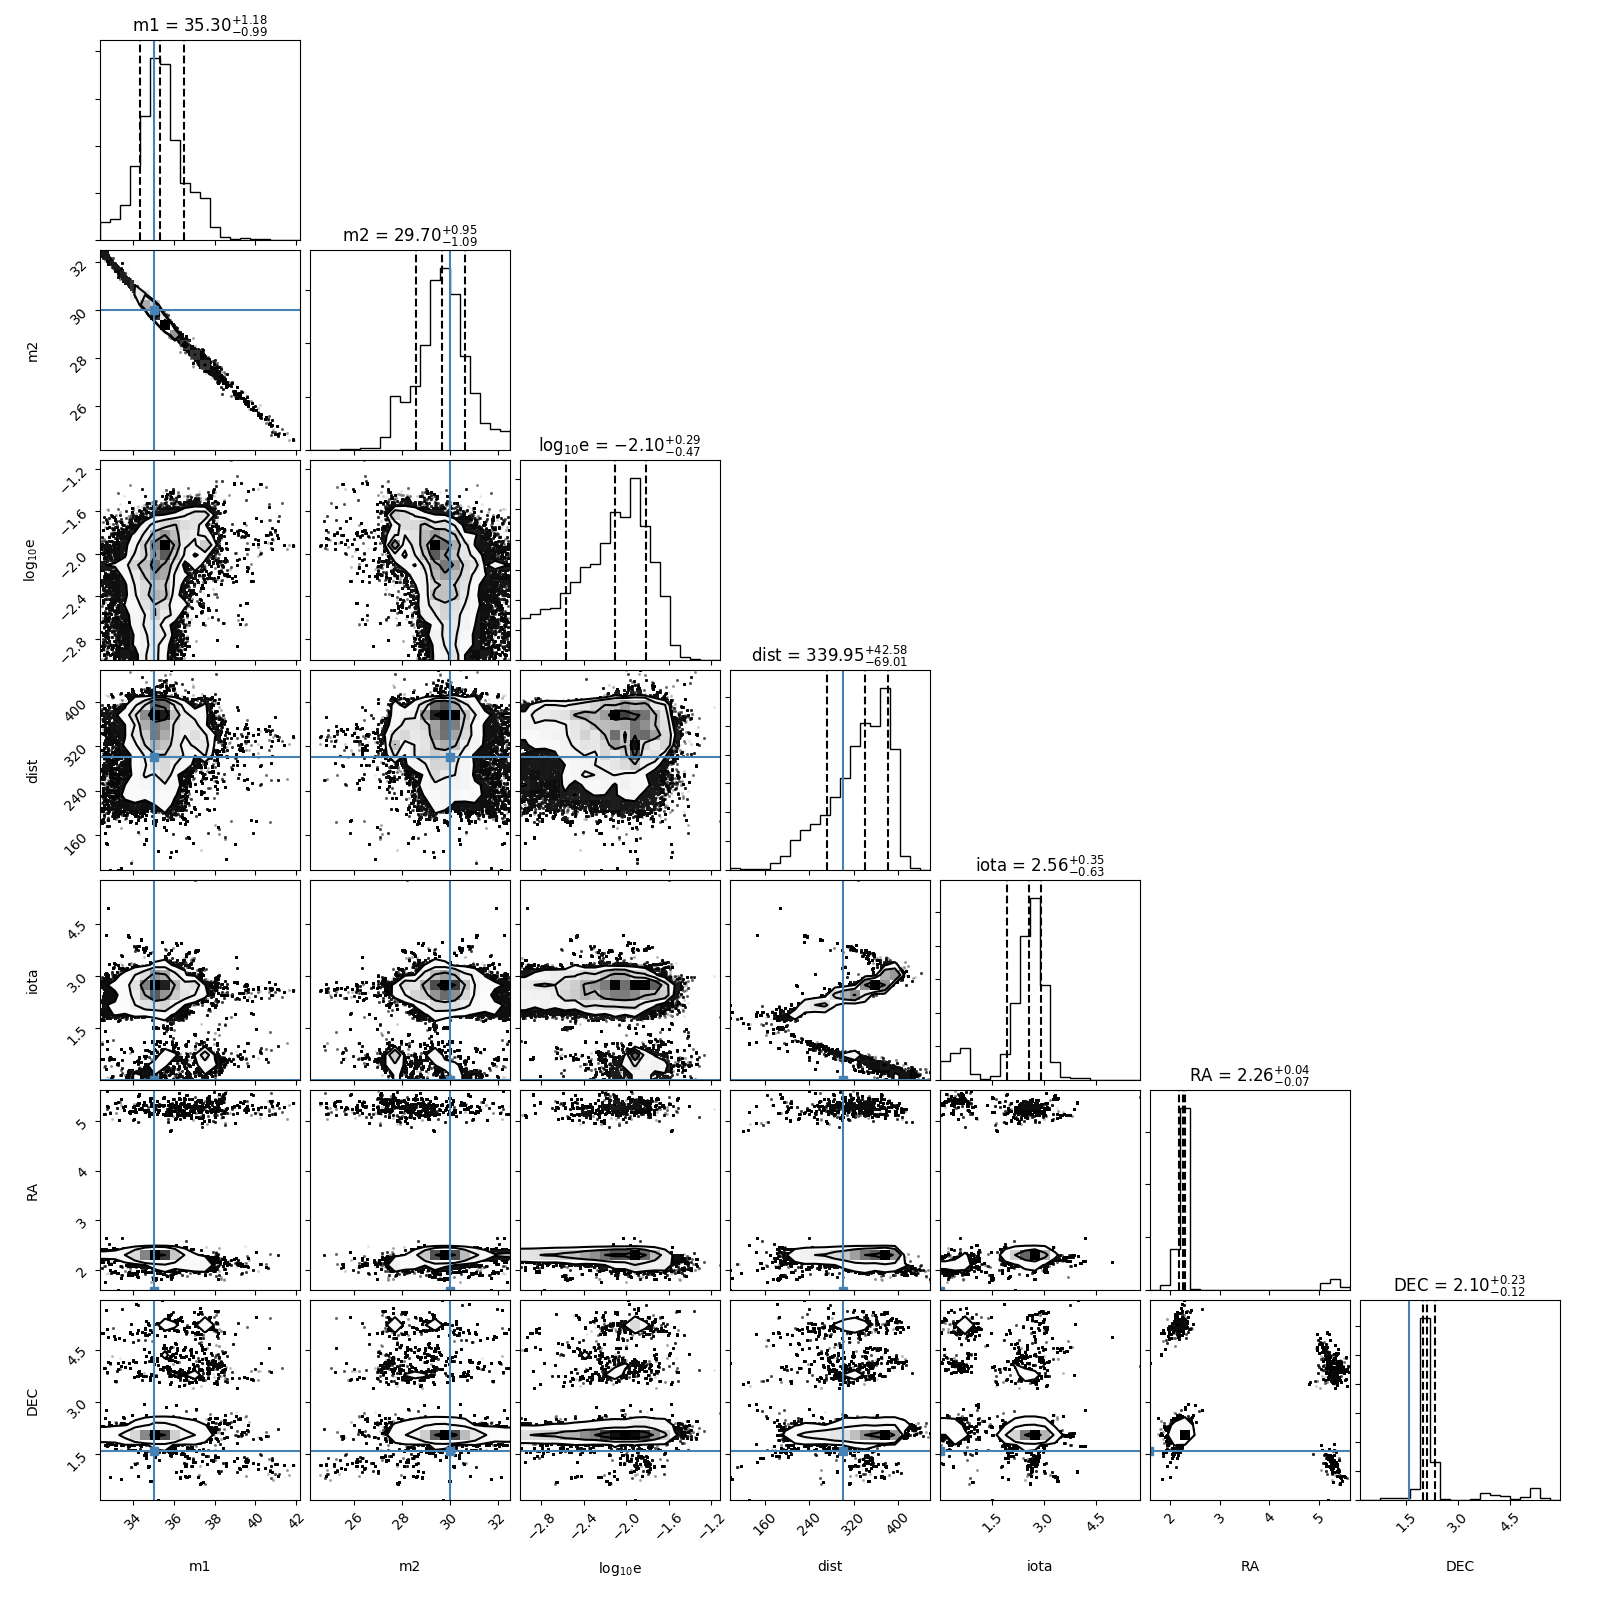 m1 = 35.30$^{+1.18}_{-0.99}$
m2 = 29.70$^{+0.95}_{-1.09}$
32
30
28
26
m2
log$_{10}$e = −2.10$^{+0.29}_{-0.47}$
−1.2
−1.6
−2.0
−2.4
−2.8
log$_{10}$e
dist = 339.95$^{+42.58}_{-69.01}$
400
320
240
160
dist
iota = 2.56$^{+0.35}_{-0.63}$
4.5
3.0
1.5
iota
RA = 2.26$^{+0.04}_{-0.07}$
5
4
3
2
RA
DEC = 2.10$^{+0.23}_{-0.12}$
4.5
3.0
1.5
DEC
34 36 38 40 42 26 28 30 32 −2.8 −2.4 −2.0 −1.6 −1.2 160 240 320 400 1.5 3.0 4.5 2 3 4 5 1.5 3.0 4.5
m1 m2 log$_{10}$e dist iota RA DEC